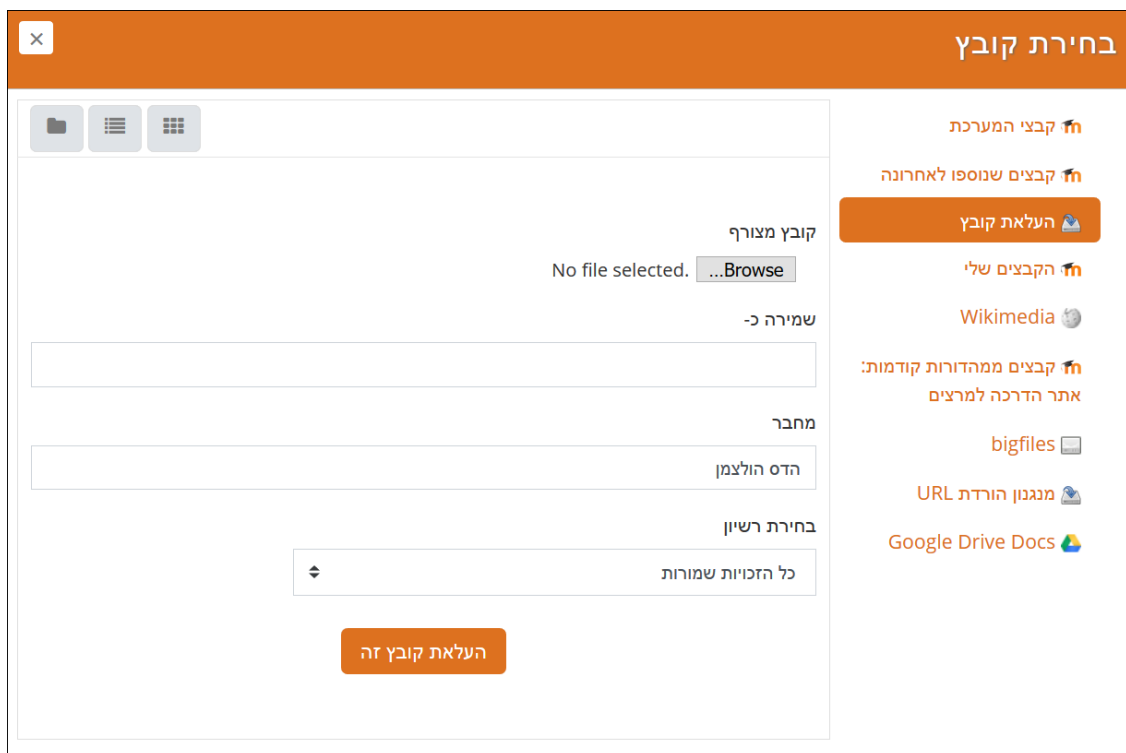 בחירת קובץ
קבצי המערכת
קבצים שנוספו לאחרונה
העלאת קובץ
הקבצים שלי
Wikimedia
קבצים ממהדורות קודמות:
אתר הדרכה למרצים
bigfiles
מנגנון הורדת URL
Google Drive Docs
קובץ מצורף
Browse... No file selected.
שמירה כ-
מחבר
הדס הולצמן
בחירת רשיון
כל הזכויות שמורות
העלאת קובץ זה